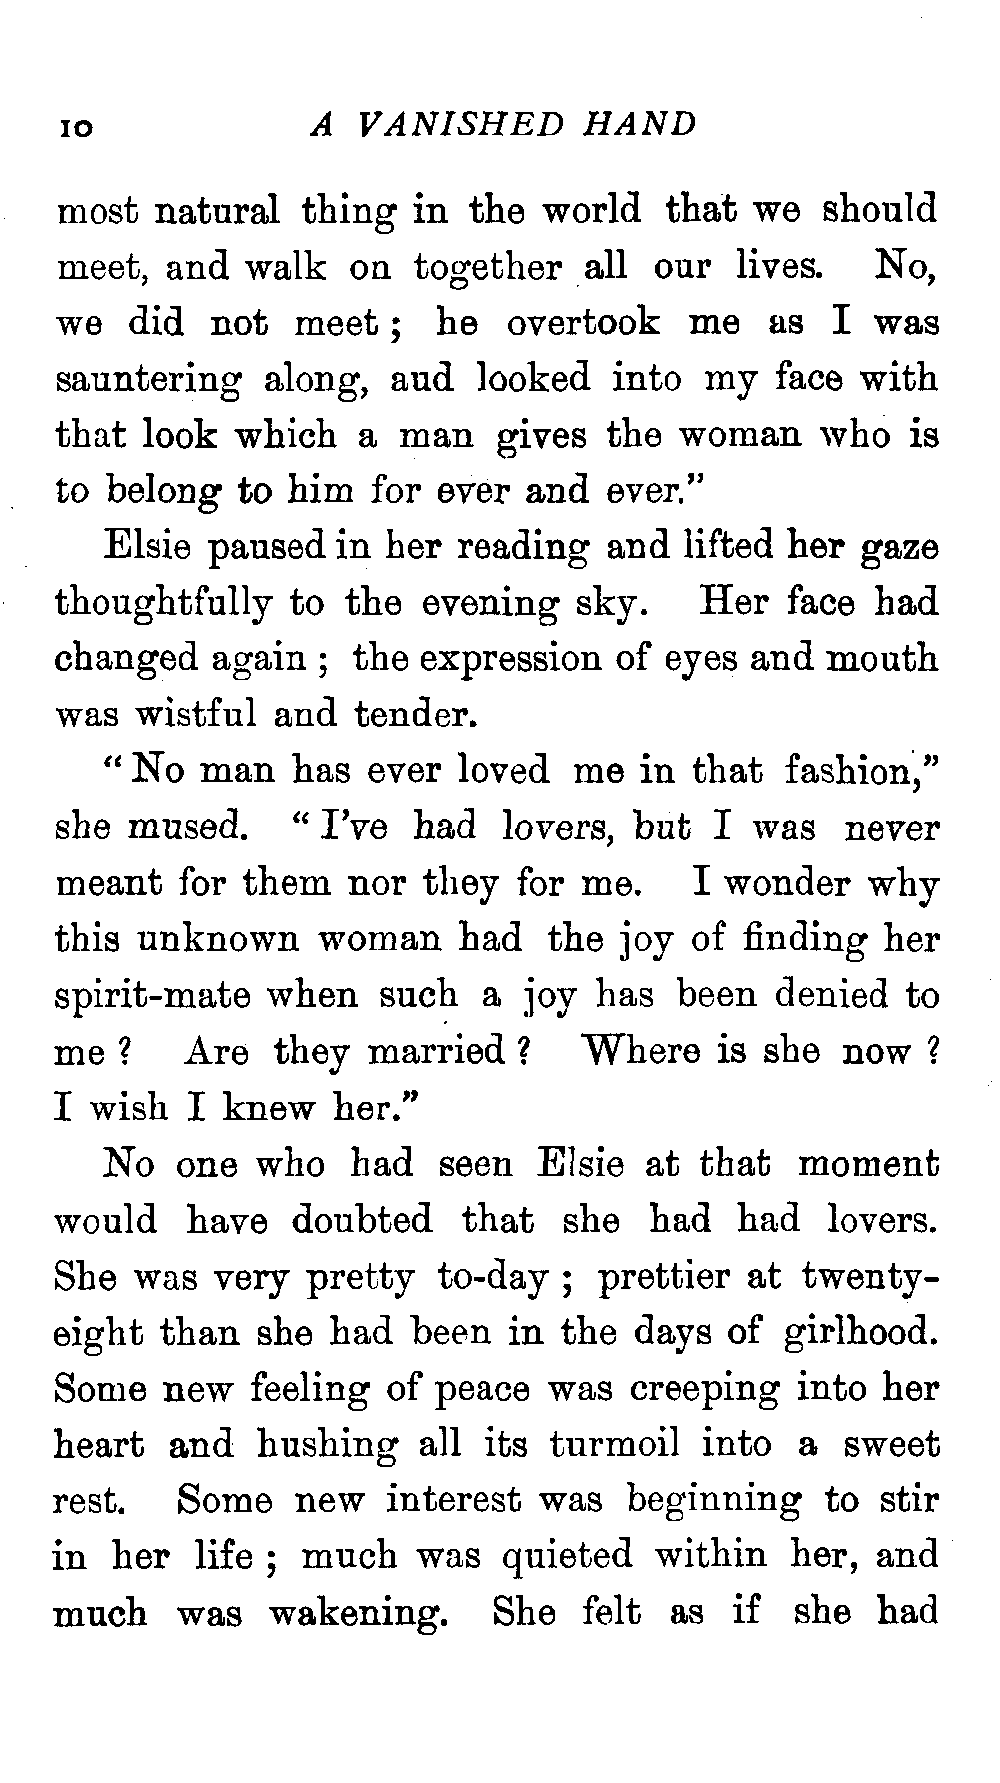 10 A VANISHED HAND
most natural thing in the world that we should
meet, and walk on together all our lives. No,
we did not meet ; he overtook me as I was
sauntering along, aud looked into my face with
that look which a man gives the woman who is
to belong to him for ever and ever."
Elsie paused in her reading and lifted her gaze
thoughtfully to the evening sky. Her face had
changed again ; the expression of eyes and mouth
was wistful and tender.
" No man has ever loved me in that fashion,"
she mused. " I've had lovers, but I was never
meant for them nor they for me. I wonder why
this unknown woman had the joy of finding her
spirit-mate when such a joy has been denied to
me ? Are they married ? Where is she now ?
I wish I knew her."
No one who had seen Elsie at that moment
would have doubted that she had had lovers.
She was very pretty to-day ; prettier at twenty-
eight than she had been in the days of girlhood.
Some new feeling of peace was creeping into her
heart and hushing all its turmoil into a sweet
rest. Some new interest was beginning to stir
in her life ; much was quieted within her, and
much was wakening. She felt as if she had